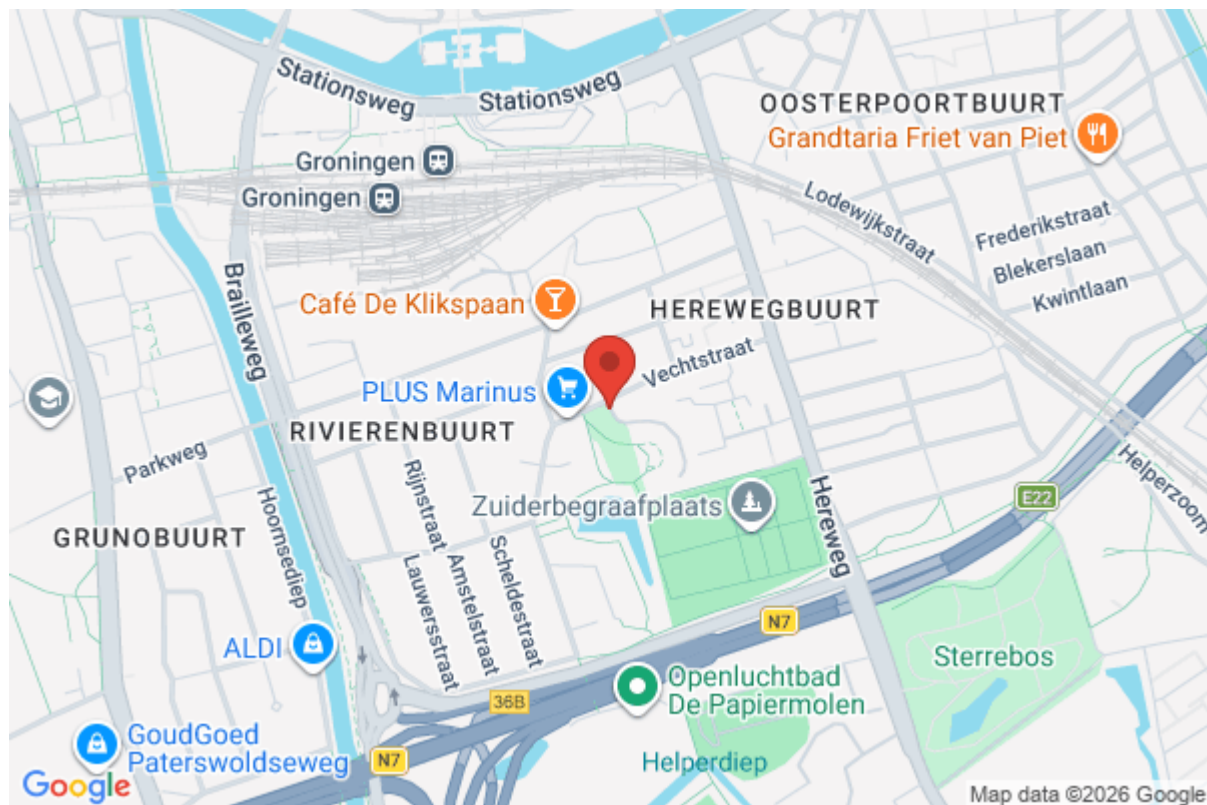 Stationsweg
Stationsweg
OOSTERPOORTBUURT
Grandtaria Friet van Piet
Groningen
Groningen
Lodewijkstraat
Frederikstraat
Blekerslaan
Kwintlaan
Brailleweg
Café De Klikspaan
HEREWEGBUURT
Vechtstraat
PLUS Marinus
RIVIERENBUURT
Parkweg
Rijnstraat
Hereweg
Helperzoom
Zuiderbegraafplaats
E22
GRUNOBUURT
Hoornsediep
Scheldestraat
Amstelstraat
Lauwersstraat
N7
ALDI
Sterrebos
Openluchtbad
De Papiermolen
36B
GoudGoed
Paterswoldseweg
N7
Helperdiep
Google
Map data ©2026 Google